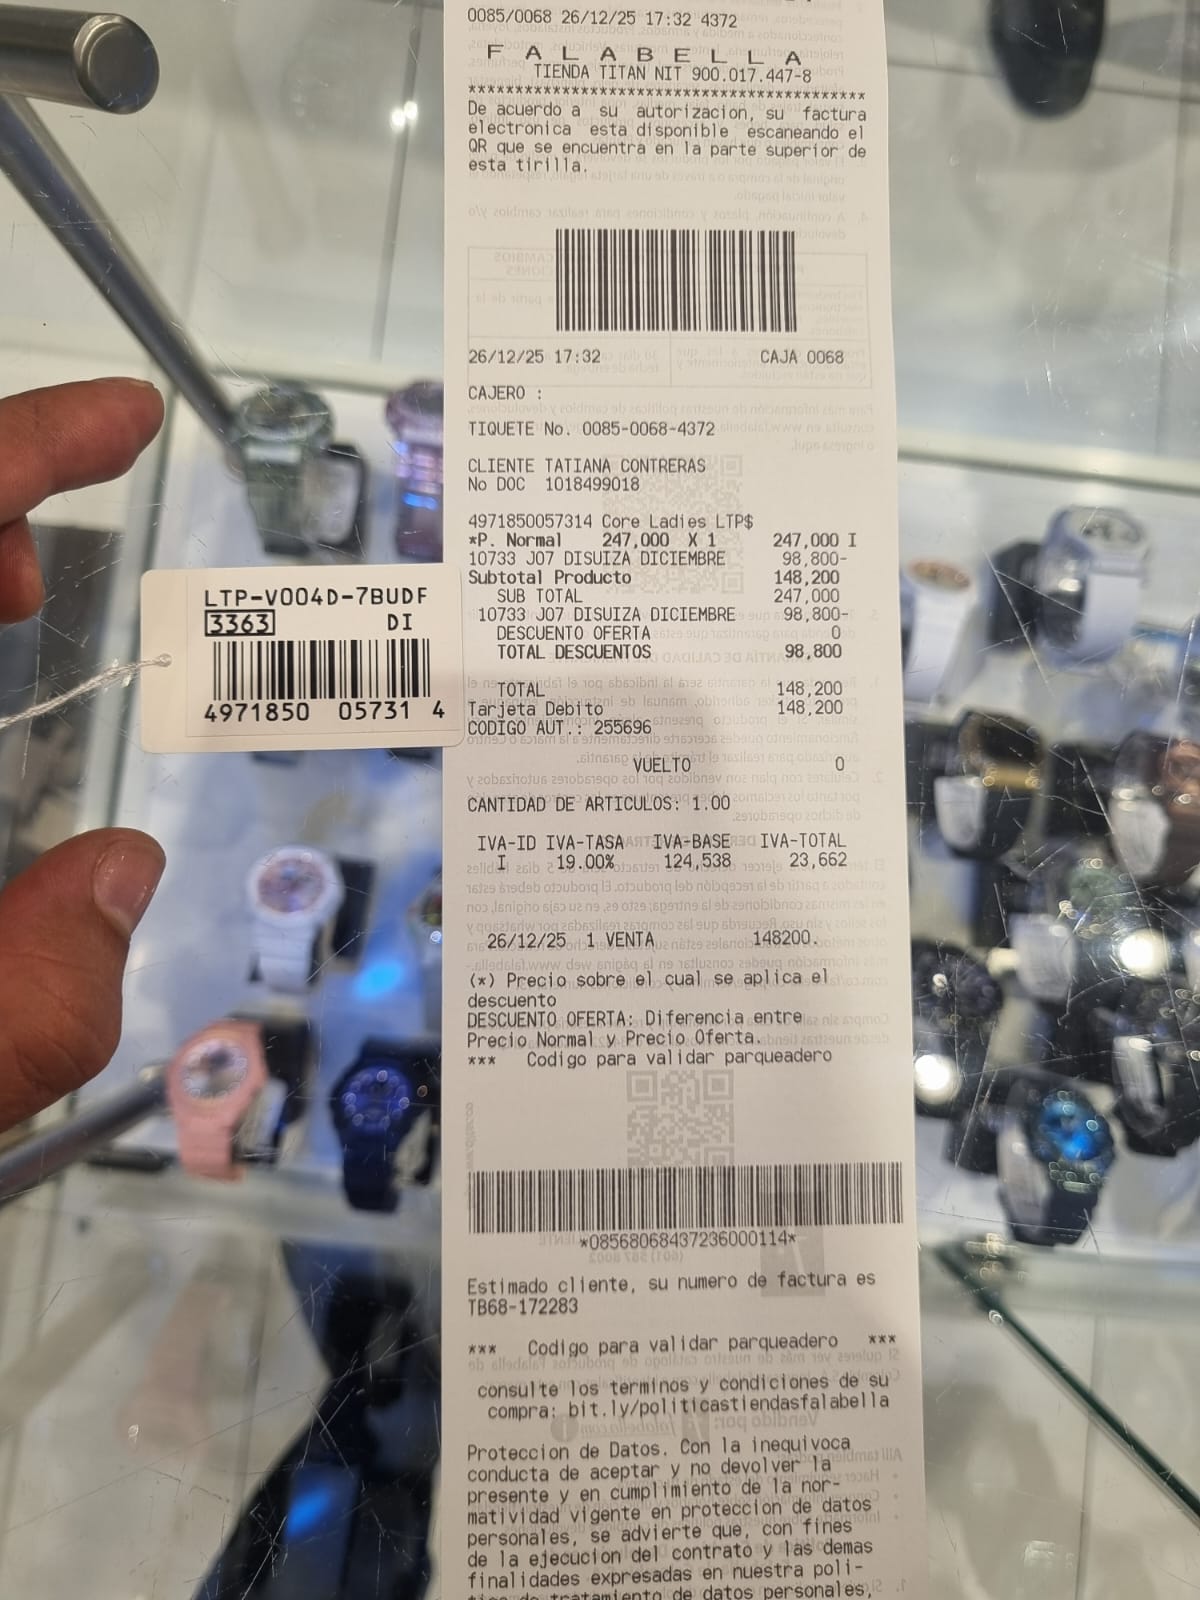 0085/0068 26/12/25 17:32 4372
F A L A B E L L A
TIENDA TITAN NIT 900.017.447-8
*******************************************
De acuerdo a su autorizacion, su factura
electronica esta disponible escaneando el
QR que se encuentra en la parte superior de
esta tirilla.
26/12/25 17:32 CAJA 0068
CAJERO :
TIQUETE No. 0085-0068-4372
CLIENTE TATIANA CONTRERAS
No DOC 1018499018
4971850057314 Core Ladies LTP$
*P. Normal 247,000 X 1 247,000 I
10733 J07 DISUIZA DICIEMBRE 98,800-
Subtotal Producto 148,200
SUB TOTAL 247,000
10733 J07 DISUIZA DICIEMBRE 98,800-
DESCUENTO OFERTA 0
TOTAL DESCUENTOS 98,800
TOTAL 148,200
Tarjeta Debito 148,200
CODIGO AUT.: 255696
VUELTO 0
CANTIDAD DE ARTICULOS: 1.00
IVA-ID IVA-TASA IVA-BASE IVA-TOTAL
I 19.00% 124,538 23,662
26/12/25 1 VENTA 148200.
(*) Precio sobre el cual se aplica el
descuento
DESCUENTO OFERTA: Diferencia entre
Precio Normal y Precio Oferta.
*** Codigo para validar parqueadero
*08568068437236000114*
Estimado cliente, su numero de factura es
TB68-172283
*** Codigo para validar parqueadero ***
consulte los terminos y condiciones de su
compra: bit.ly/politicastiendasfalabella
Proteccion de Datos. Con la inequivoca
conducta de aceptar y no devolver la
presente y en cumplimiento de la nor-
matividad vigente en proteccion de datos
personales, se advierte que, con fines
de la ejecucion del contrato y las demas
finalidades expresadas en nuestra poli-
tica de tratamiento de datos personales,
LTP-V004D-7BUDF
3363 DI
4971850 05731 4